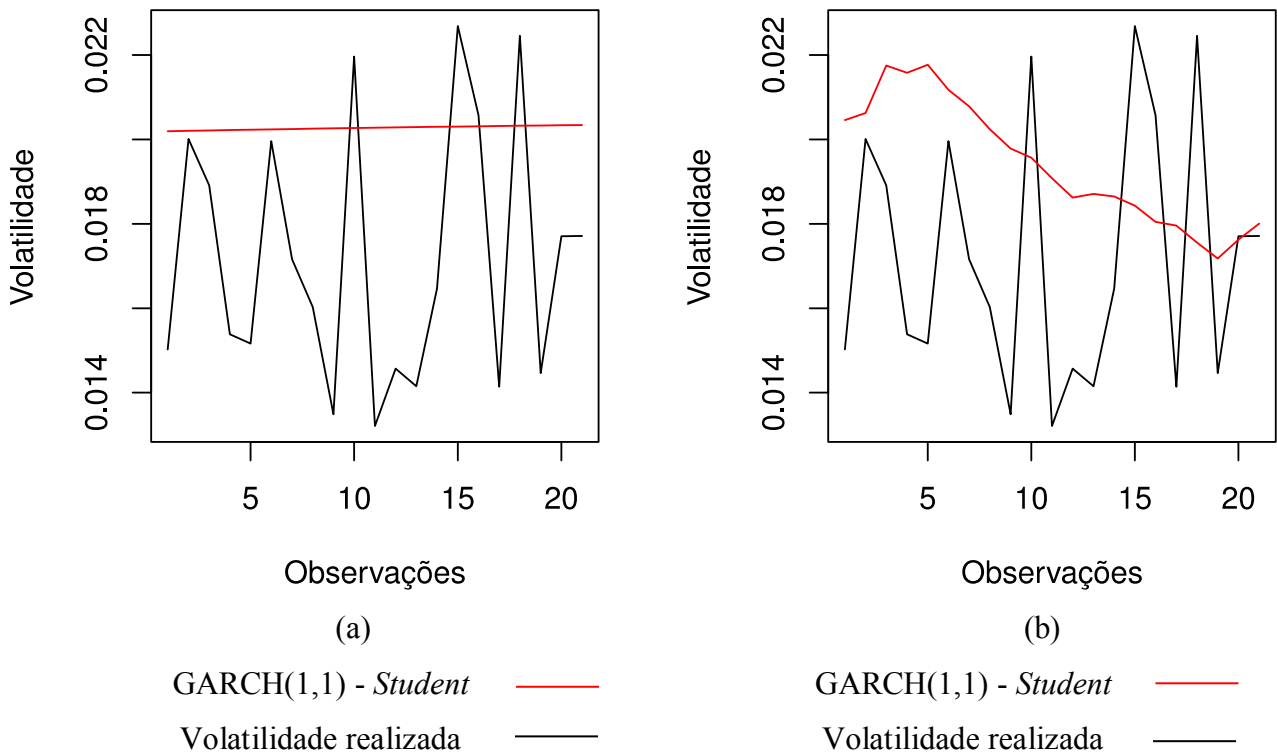 0.022
0.018
0.014
Volatilidade
5
10
15
20
Observações
(a)
GARCH(1,1) - Student
Volatilidade realizada
0.022
0.018
0.014
Volatilidade
5
10
15
20
Observações
(b)
GARCH(1,1) - Student
Volatilidade realizada